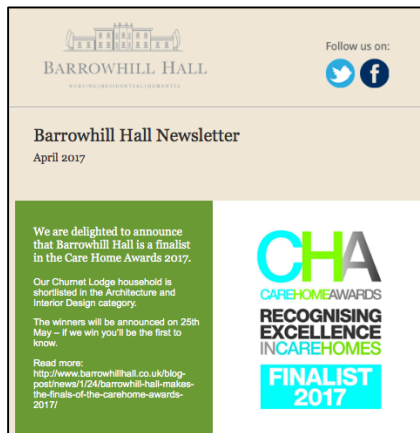 Follow us on:
BARROWHILL HALL
NURSING|RESIDENTIAL|DEMENTIA
Barrowhill Hall Newsletter
April 2017
We are delighted to announce
that Barrowhill Hall is a finalist
in the Care Home Awards 2017.
Our Churnet Lodge household is
shortlisted in the Architecture and
Interior Design category.
The winners will be announced on 25th
May – if we win you'll be the first to
know.
Read more:
http://www.barrowhillhall.co.uk/blog-
post/news/1/24/barrowhill-hall-makes-
the-finals-of-the-carehome-awards-
2017/
CHA
CAREHOMEAWARDS
RECOGNISING
EXCELLENCE
INCAREHOMES
FINALIST
2017